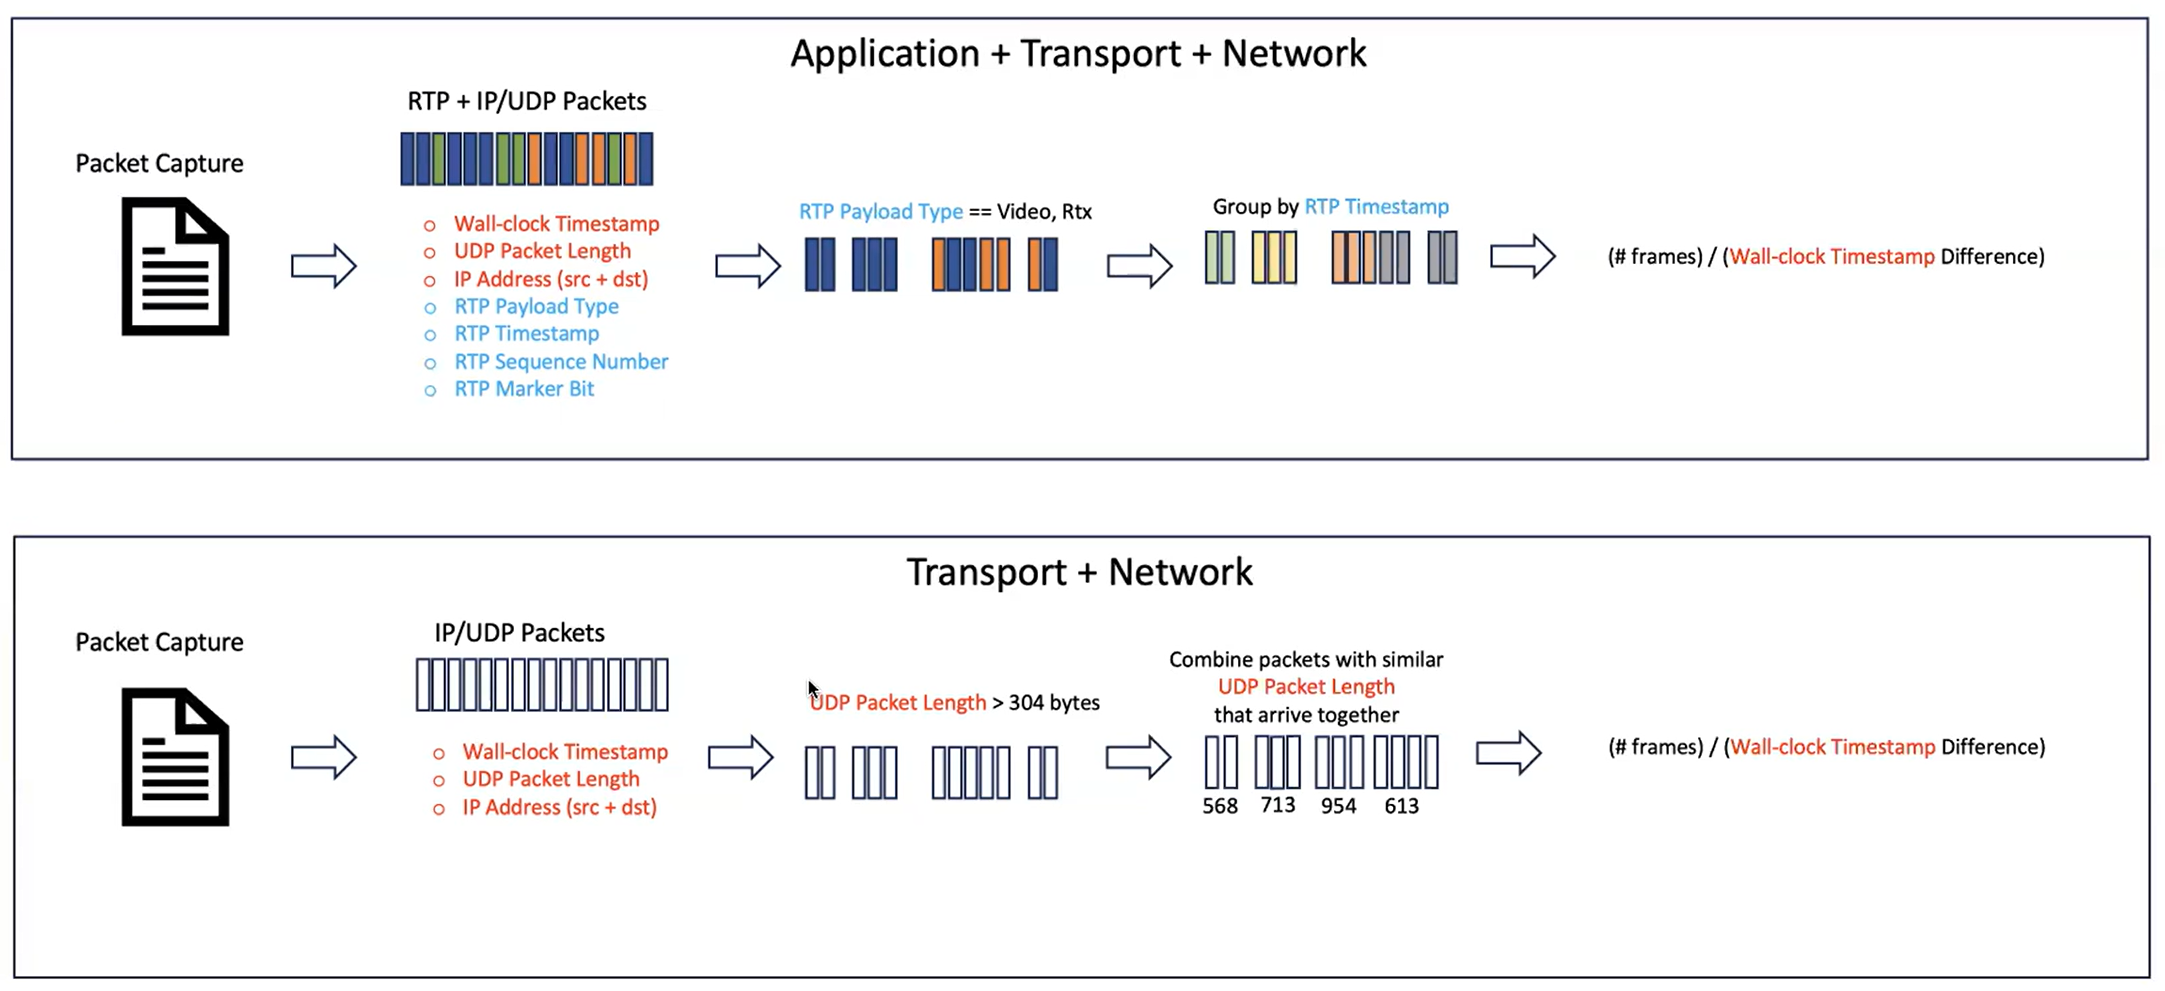 Application + Transport + Network
RTP + IP/UDP Packets
Packet Capture
Wall-clock Timestamp
UDP Packet Length
IP Address (src + dst)
RTP Payload Type
RTP Timestamp
RTP Sequence Number
RTP Marker Bit
RTP Payload Type == Video, Rtx
Group by RTP Timestamp
(# frames) / (Wall-clock Timestamp Difference)
Transport + Network
IP/UDP Packets
Packet Capture
Wall-clock Timestamp
UDP Packet Length
IP Address (src + dst)
UDP Packet Length > 304 bytes
Combine packets with similar
UDP Packet Length
that arrive together
568 713 954 613
(# frames) / (Wall-clock Timestamp Difference)